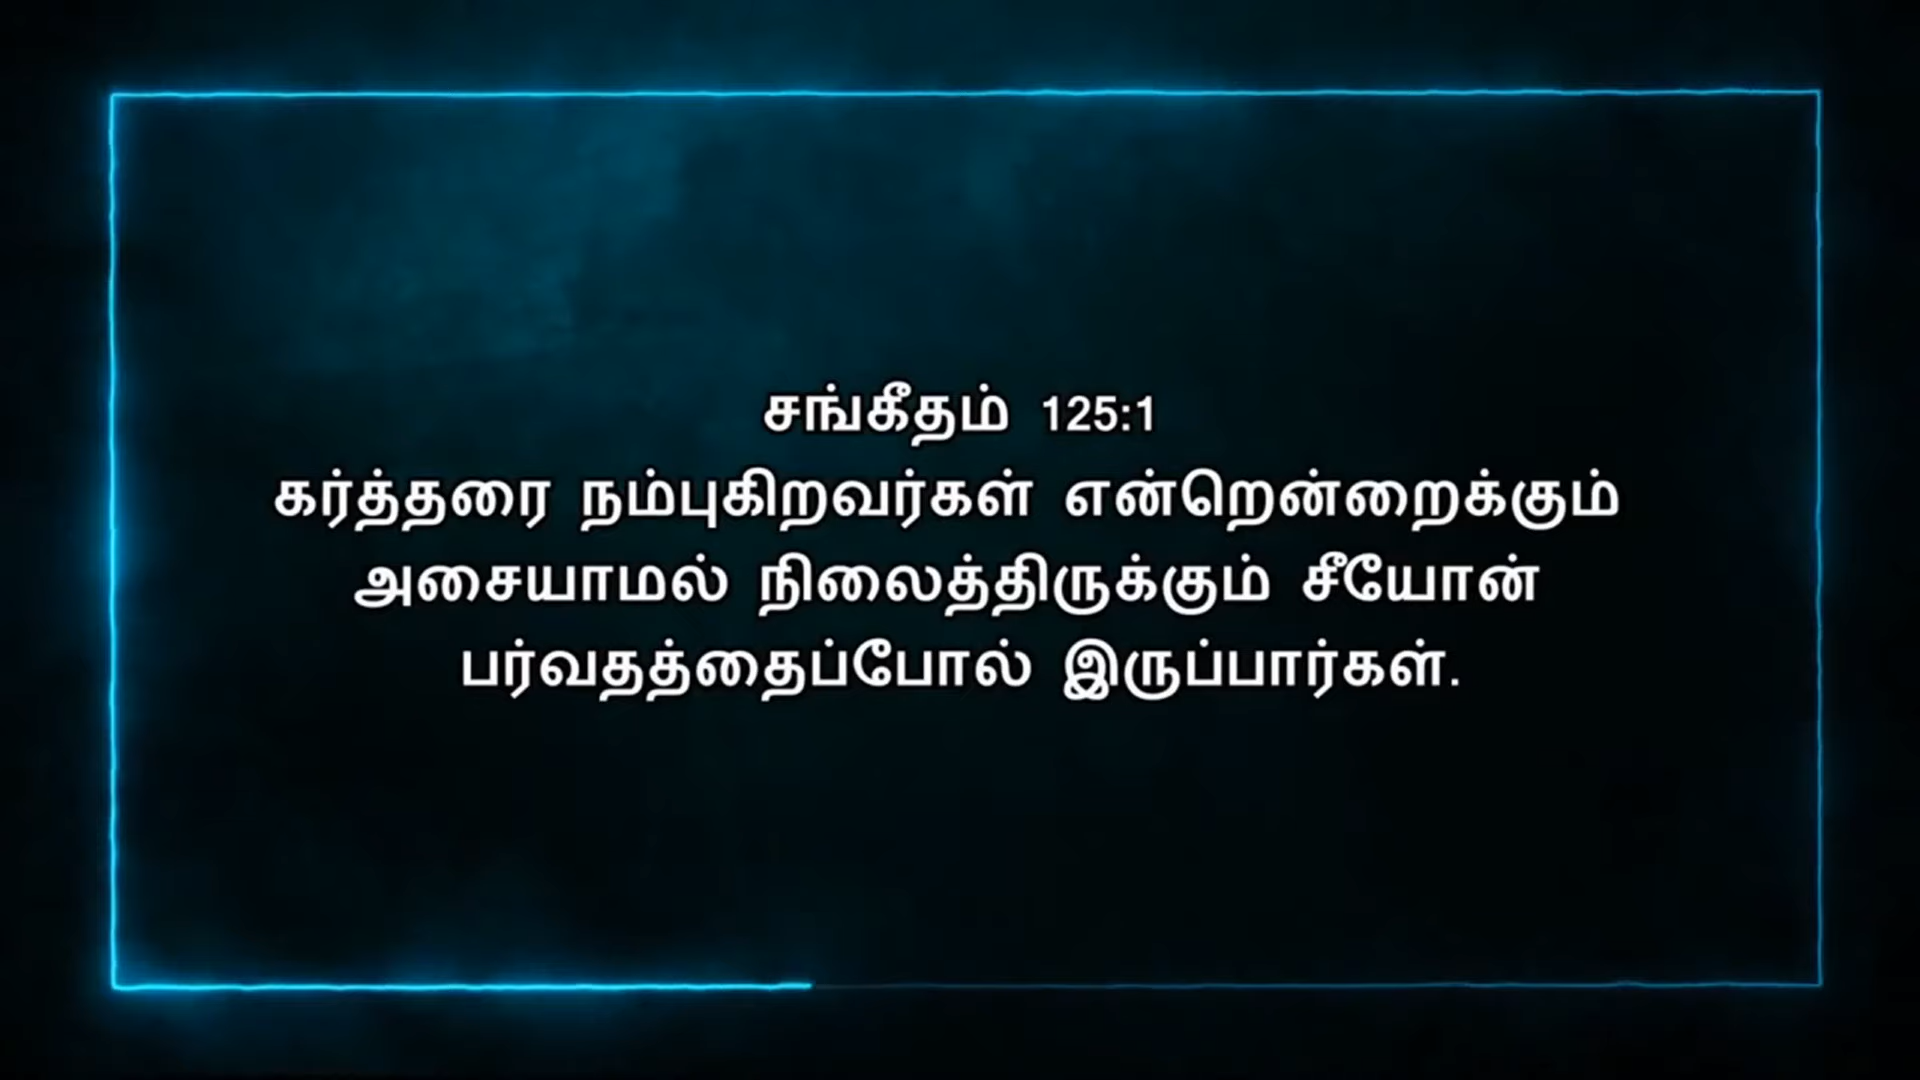 சங்கீதம் 125:1
கர்த்தரை நம்புகிறவர்கள் என்றென்றைக்கும்
அசையாமல் நிலைத்திருக்கும் சீயோன்
பர்வதத்தைப்போல் இருப்பார்கள்.